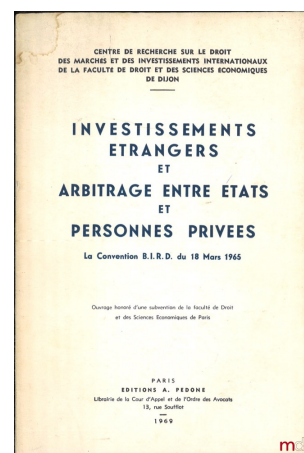 CENTRE DE RECHERCHE SUR LE DROIT
DES MARCHES ET DES INVESTISSEMENTS INTERNATIONAUX
DE LA FACULTE DE DROIT ET DES SCIENCES ECONOMIQUES
DE DIJON
INVESTISSEMENTS
ETRANGERS
ET
ARBITRAGE ENTRE ETATS
ET
PERSONNES PRIVEES
La Convention B.I.R.D. du 18 Mars 1965
Ouvrage honoré d'une subvention de la faculté de Droit
et des Sciences Economiques de Paris
PARIS
EDITIONS A. PEDONE
Librairie de la Cour d'Appel et de l'Ordre des Avocats
13, rue Soufflot
1969
md